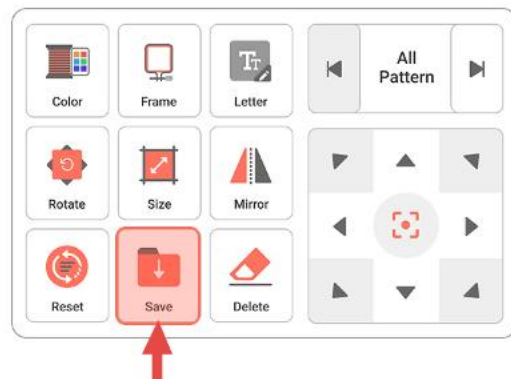 Color
Frame
Letter
All
Pattern
Rotate
Size
Mirror
Reset
Save
Delete